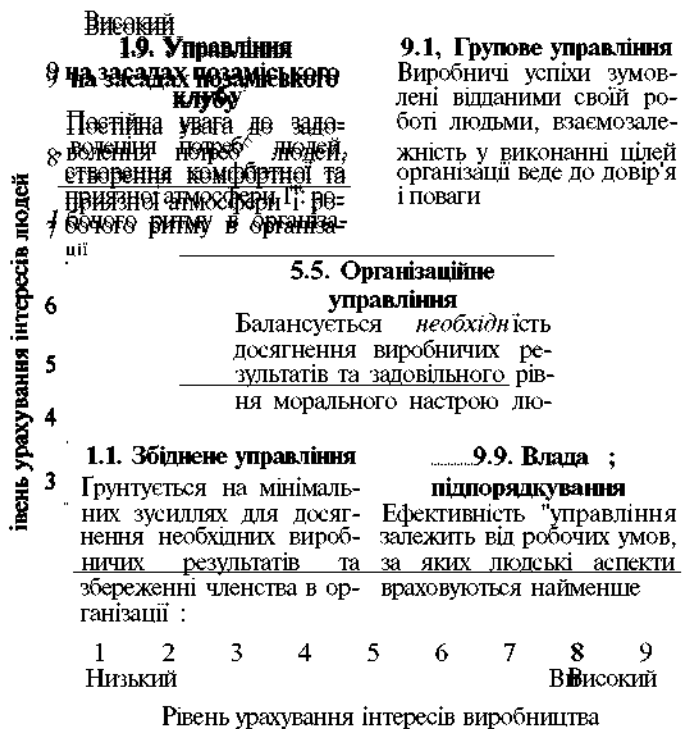 Високий
1.9. Управління
9 на засадах позаміського
клубу
Постійна увага до задо-
8 волення потреб людей,
створення комфортної та
приязної атмосфери і ро-
7 бочого ритму в організа-
ції
9.1, Групове управління
Виробничі успіхи зумов-
лені відданими своїй ро-
боті людьми, взаємозале-
жність у виконанні цілей
організації веде до довір'я
і поваги
івень урахування інтересів людей
5.5. Організаційне
управління
6
Балансується необхідн їсть
досягнення виробничих ре-
5
зультатів та задовільного рів-
ня морального настрою лю-
4
1.1. Збіднене управління
3 Ґрунтується на мінімаль-
них зусиллях для досяг-
нення необхідних вироб-
ничих результатів та
збереженні членства в ор-
ганізації :
9.9. Влада ;
підпорядкування
Ефективність "управління
залежить від робочих умов,
за яких людські аспекти
враховуються найменше
1 2 3 4 5 6 7 8 9
Низький Високий
Рівень урахування інтересів виробництва